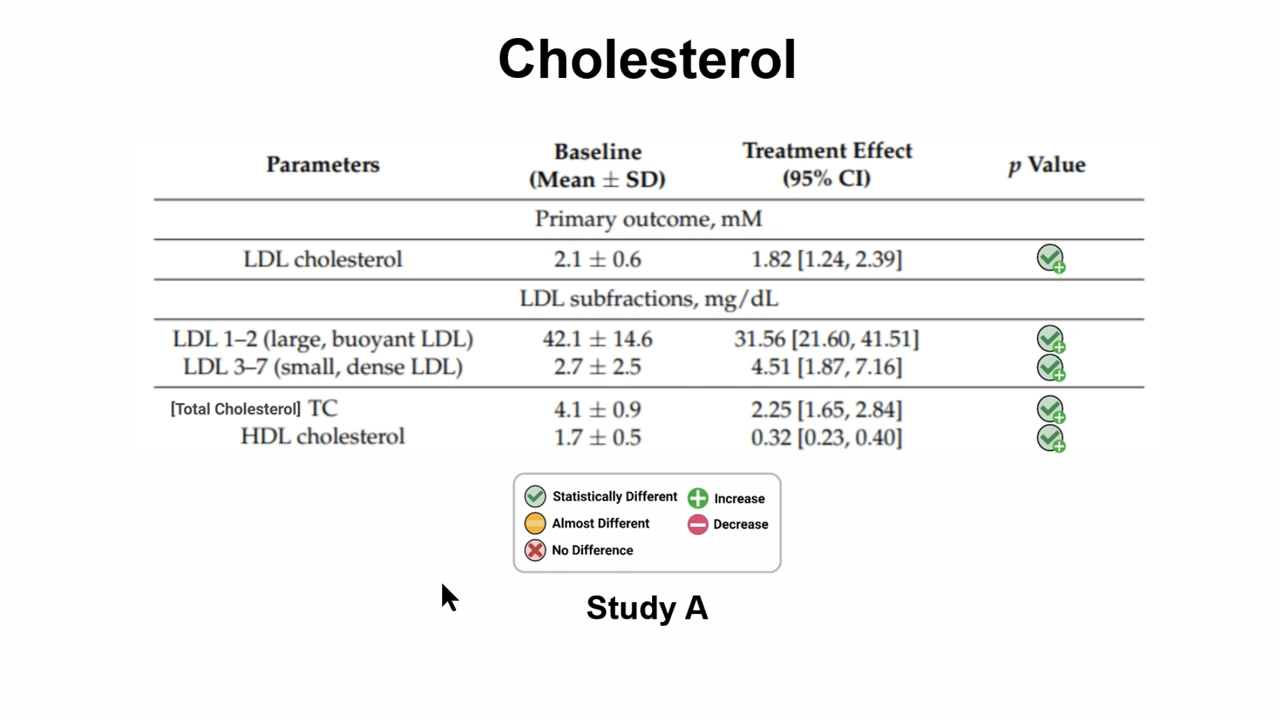 Cholesterol
Parameters Baseline (Mean ± SD) Treatment Effect (95% CI) p Value
Primary outcome, mM
LDL cholesterol 2.1 ± 0.6 1.82 [1.24, 2.39]
LDL subfractions, mg/dL
LDL 1–2 (large, buoyant LDL) 42.1 ± 14.6 31.56 [21.60, 41.51]
LDL 3–7 (small, dense LDL) 2.7 ± 2.5 4.51 [1.87, 7.16]
[Total Cholesterol] TC 4.1 ± 0.9 2.25 [1.65, 2.84]
HDL cholesterol 1.7 ± 0.5 0.32 [0.23, 0.40]
Statistically Different Increase
Almost Different Decrease
No Difference
Study A